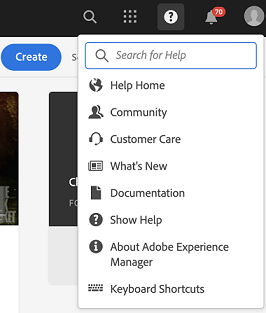 70
Create
Search for Help
Help Home
Community
Customer Care
What's New
Documentation
Show Help
About Adobe Experience
Manager
Keyboard Shortcuts